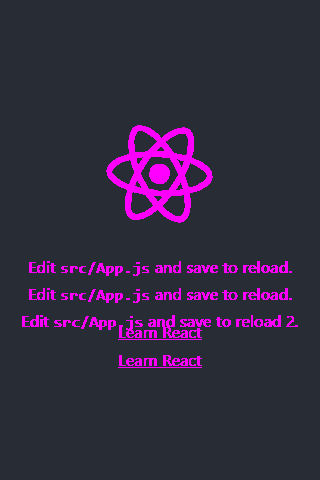 Edit src/App.js and save to reload.
Edit src/App.js and save to reload.
Edit src/App.js and save to reload 2.
Learn React
Learn React